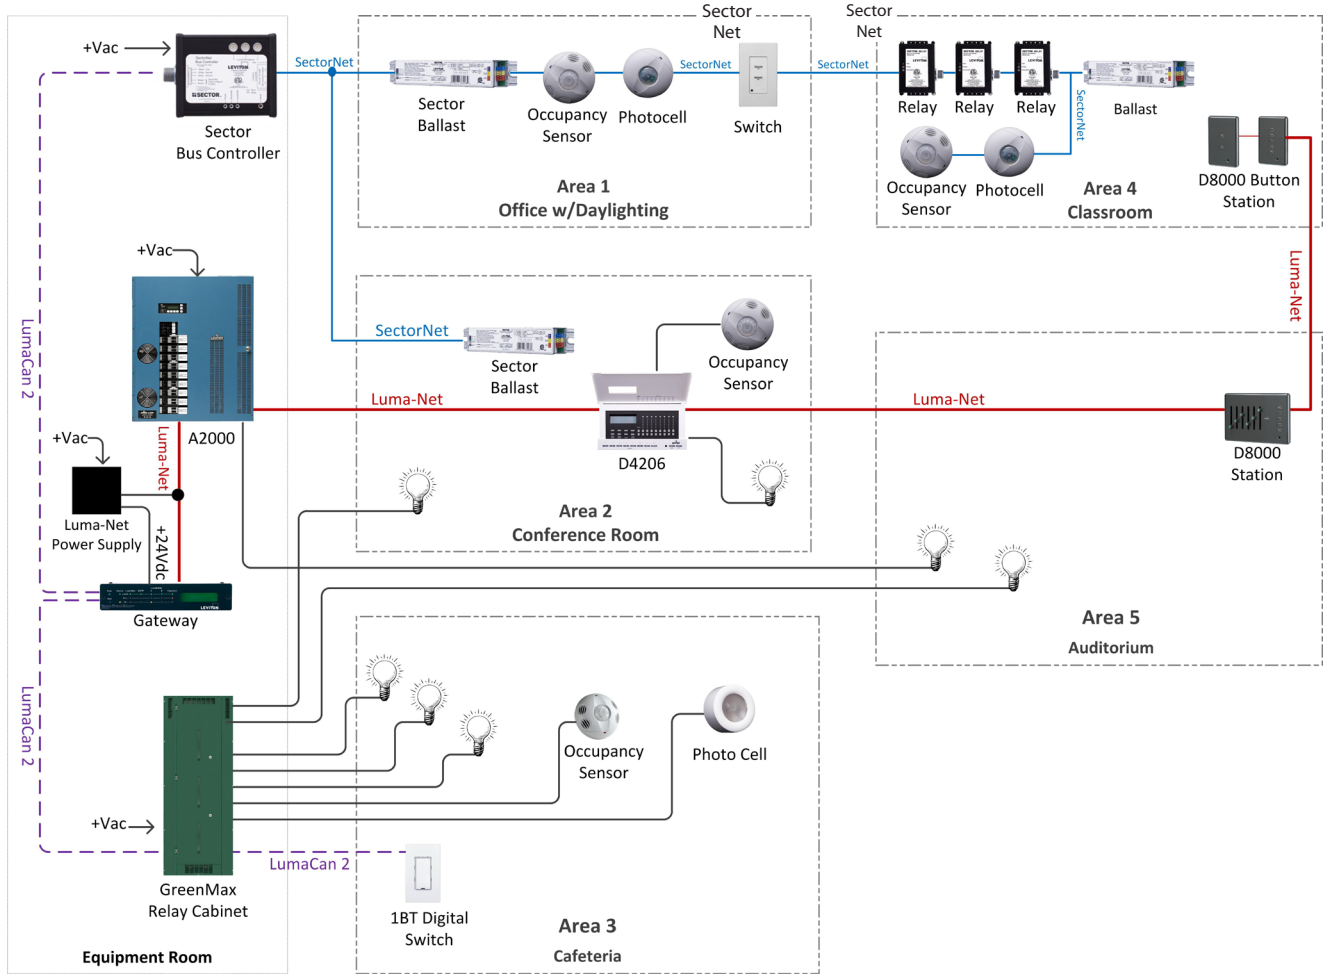 Sector
Net
Sector
Net
+Vac
SectorNet
SectorNet
SectorNet
LEVITON
SECTOR
Sector
Bus Controller
Sector
Ballast
Occupancy
Sensor
Photocell
Switch
Relay
Relay
Relay
SectorNet
Ballast
Occupancy
Sensor
Photocell
D8000 Button
Station
Area 1
Office w/Daylighting
Area 4
Classroom
+Vac
Luma-Net
LumaCan 2
SectorNet
Sector
Ballast
Occupancy
Sensor
Luma-Net
Luma-Net
A2000
D4206
D8000
Station
+Vac
Luma-Net
Luma-Net
Power Supply
+24Vdc
Area 2
Conference Room
LEVITON
Gateway
Area 5
Auditorium
LumaCan 2
Occupancy
Sensor
Photo Cell
+Vac
LumaCan 2
GreenMax
Relay Cabinet
1BT Digital
Switch
Area 3
Cafeteria
Equipment Room